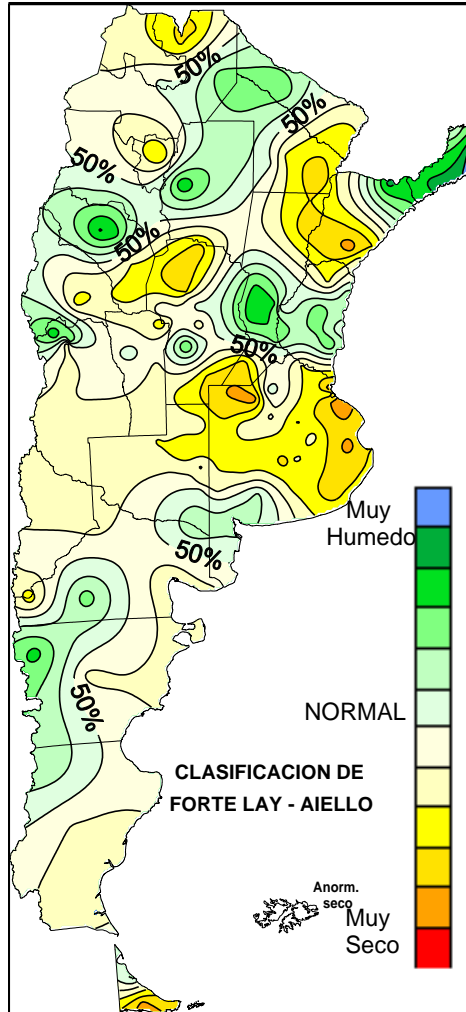 50%
50%
50%
50%
50%
50%
50%
Muy
Humedo
NORMAL
CLASIFICACION DE
FORTE LAY - AIELLO
Anorm.
seco
Muy
Seco